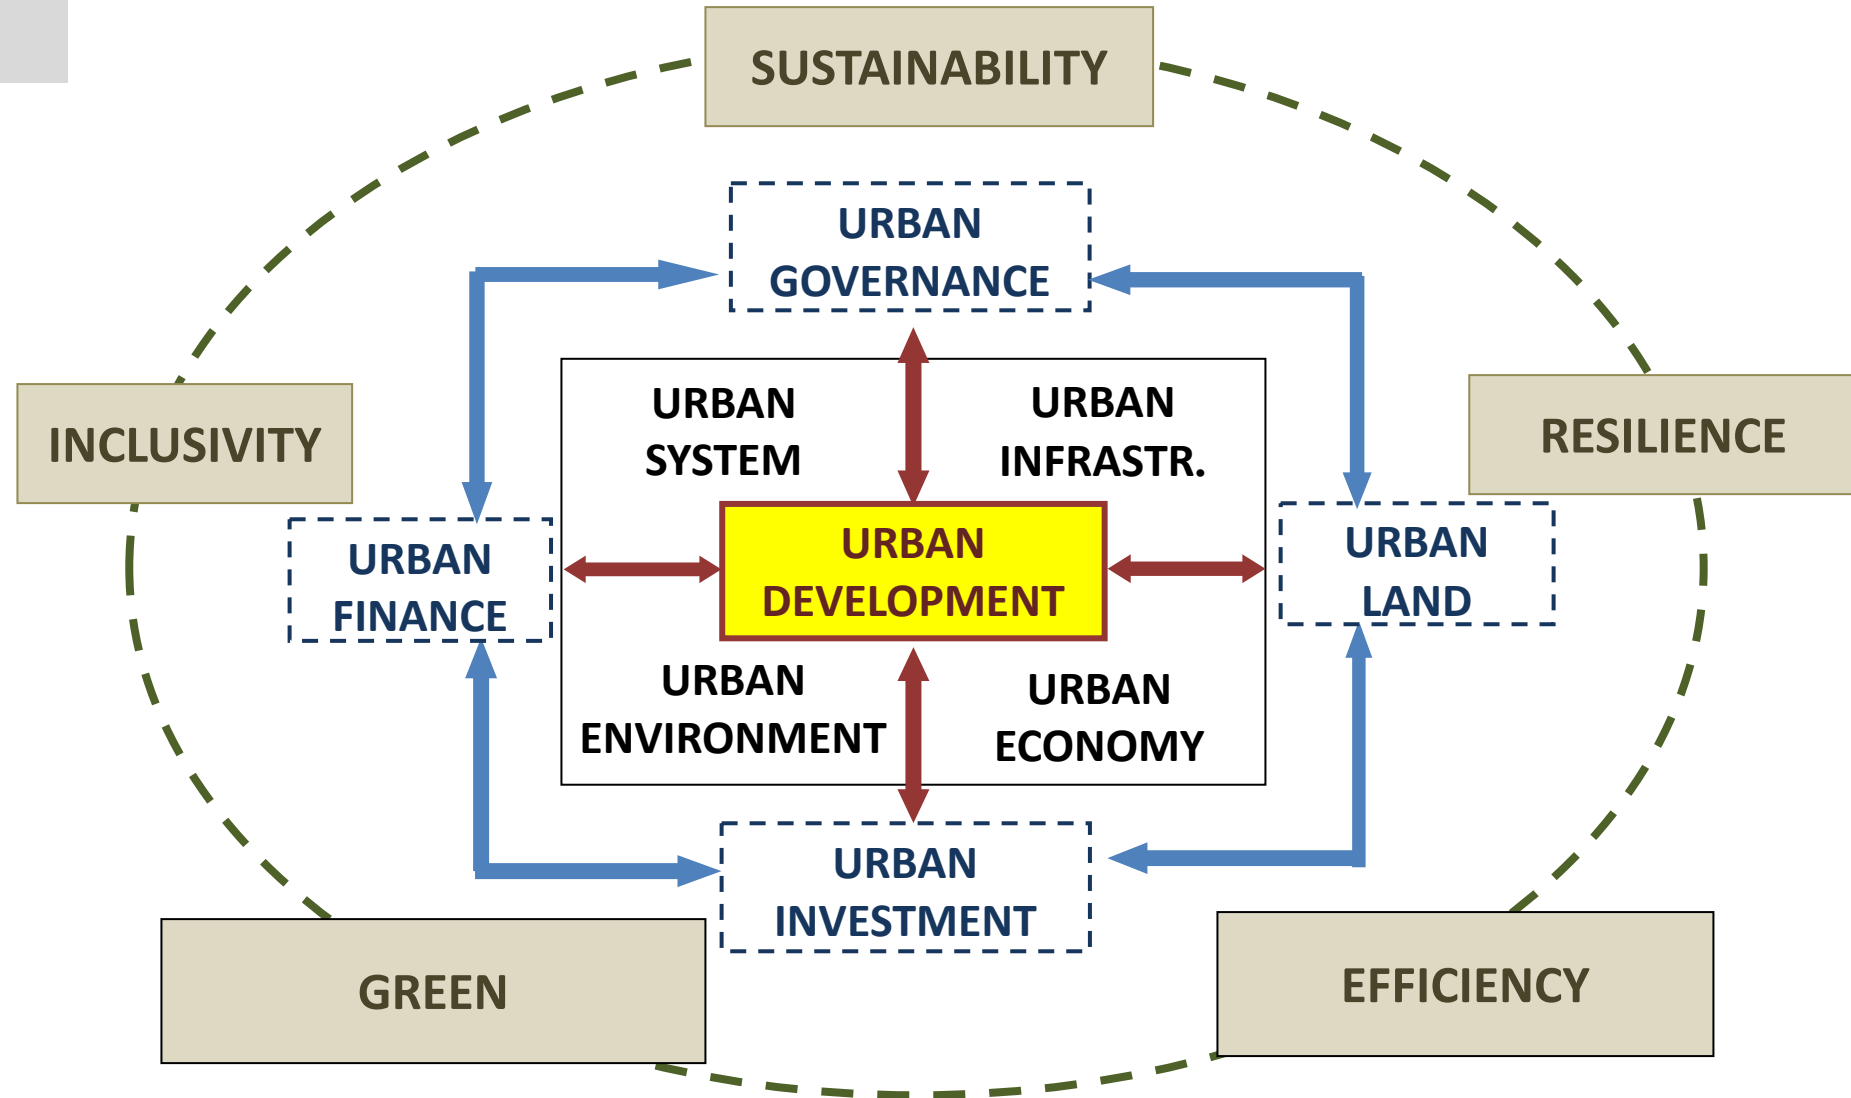 SUSTAINABILITY
URBAN
GOVERNANCE
URBAN
SYSTEM
URBAN
INFRASTR.
INCLUSIVITY
RESILIENCE
URBAN
FINANCE
URBAN
DEVELOPMENT
URBAN
LAND
URBAN
ENVIRONMENT
URBAN
ECONOMY
URBAN
INVESTMENT
GREEN
EFFICIENCY